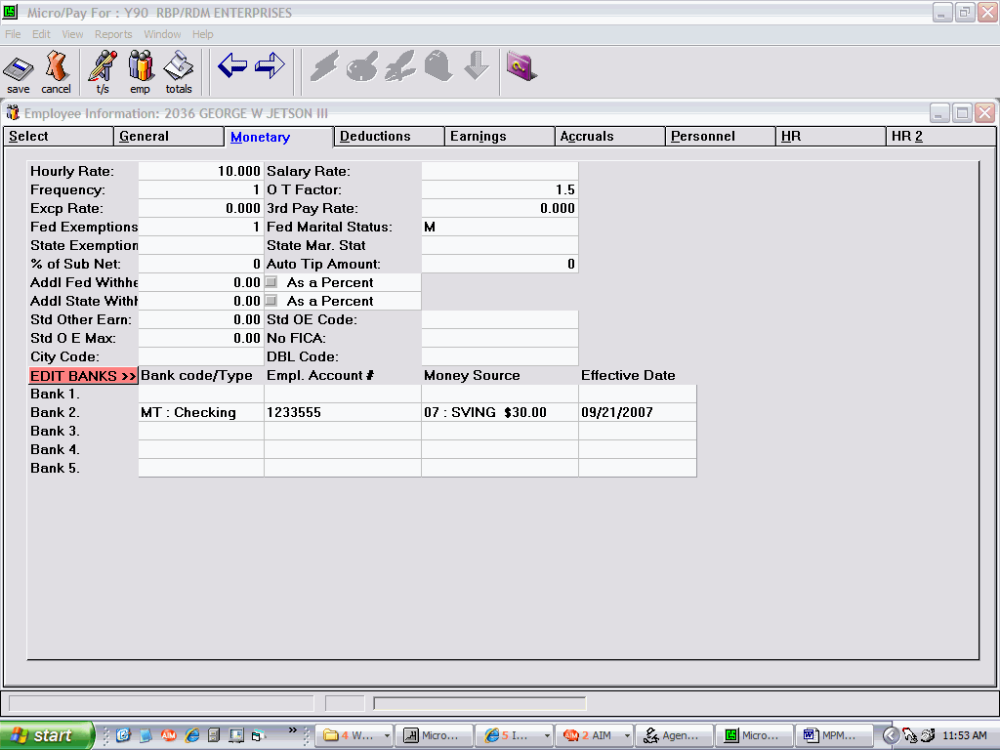 Micro/Pay For : Y90 RBP/RDM ENTERPRISES
File Edit View Reports Window Help
save cancel t/s emp totals
Employee Information: 2036 GEORGE W JETSON III
Select General Monetary Deductions Earnings Accruals Personnel HR HR 2
Hourly Rate: 10.000 Salary Rate:
Frequency: 1 O T Factor: 1.5
Excp Rate: 0.000 3rd Pay Rate: 0.000
Fed Exemptions 1 Fed Marital Status: M
State Exemption State Mar. Stat
% of Sub Net: 0 Auto Tip Amount: 0
Addl Fed Withhe 0.00 As a Percent
Addl State Withh 0.00 As a Percent
Std Other Earn: 0.00 Std OE Code:
Std O E Max: 0.00 No FICA:
City Code: DBL Code:
EDIT BANKS >> Bank code/Type Empl. Account # Money Source Effective Date
Bank 1.
Bank 2. MT : Checking 1233555 07 : SVING $30.00 09/21/2007
Bank 3.
Bank 4.
Bank 5.
start AIM » 4 W... Micro... 5 I... AIM 2 AIM Agen... Micro... MPM... 11:53 AM